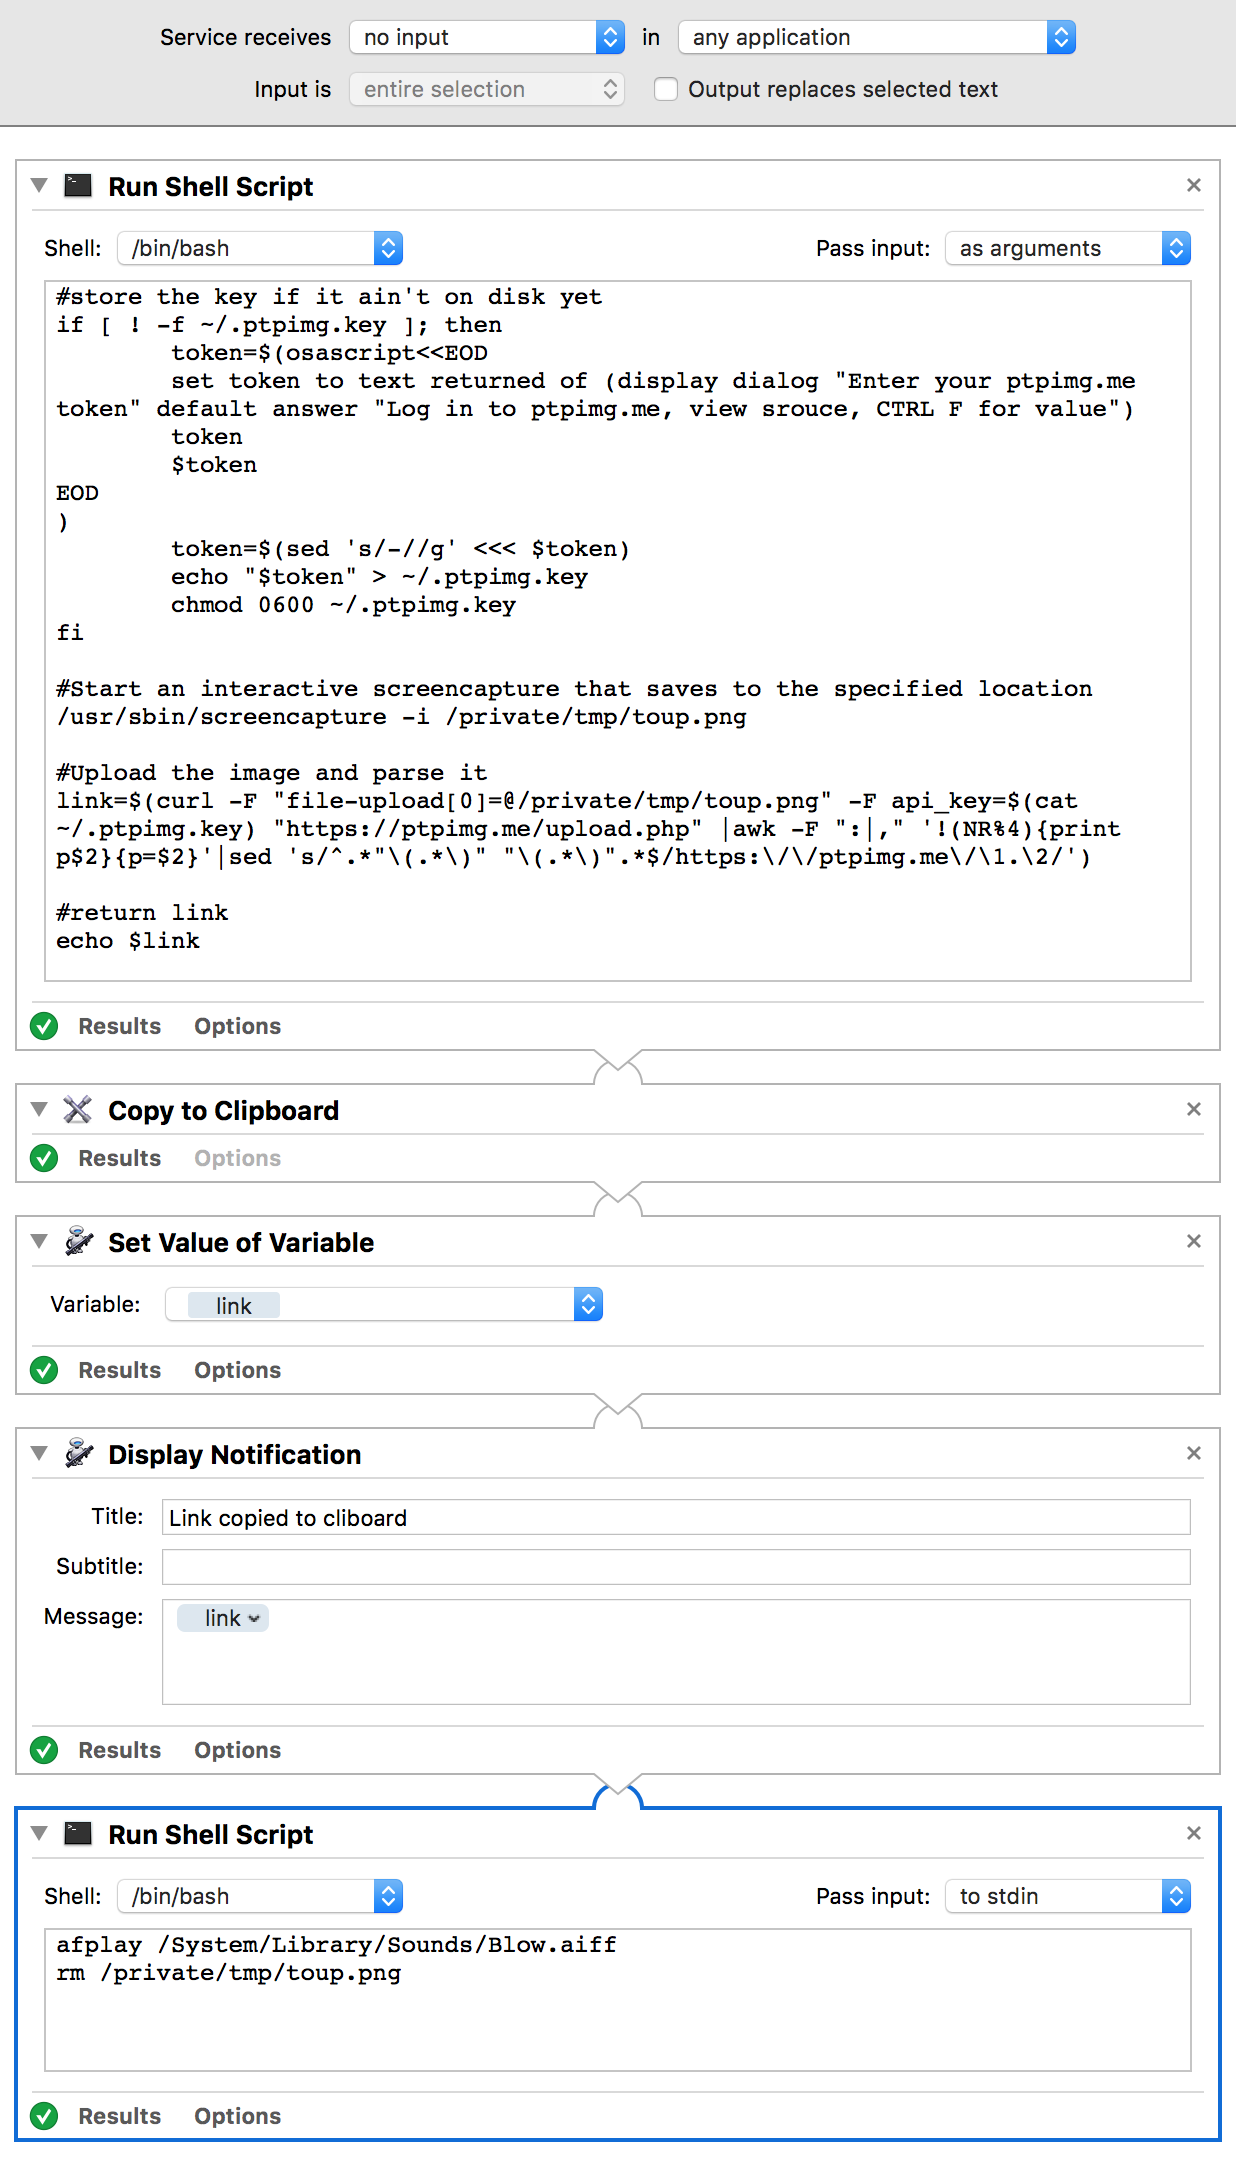 Service receives no input in any application
Input is entire selection Output replaces selected text
Run Shell Script
Shell: /bin/bash Pass input: as arguments
#store the key if it ain't on disk yet
if [ ! -f ~/.ptpimg.key ]; then
token=$(osascript<<EOD
set token to text returned of (display dialog "Enter your ptpimg.me
token" default answer "Log in to ptpimg.me, view srouce, CTRL F for value")
token
$token
EOD
)
token=$(sed 's/-//g' <<< $token)
echo "$token" > ~/.ptpimg.key
chmod 0600 ~/.ptpimg.key
fi
#Start an interactive screencapture that saves to the specified location
/usr/sbin/screencapture -i /private/tmp/toup.png
#Upload the image and parse it
link=$(curl -F "file-upload[0]=@/private/tmp/toup.png" -F api_key=$(cat
~/.ptpimg.key) "https://ptpimg.me/upload.php" |awk -F ":|," '!(NR%4){print
p$2}{p=$2}'|sed 's/^.*"\(.*\)" "\(.*\)".*$/https:\/\/ptpimg.me\/\1.\2/')
#return link
echo $link
Results Options
Copy to Clipboard
Results Options
Set Value of Variable
Variable: link
Results Options
Display Notification
Title: Link copied to cliboard
Subtitle:
Message: link
Results Options
Run Shell Script
Shell: /bin/bash Pass input: to stdin
afplay /System/Library/Sounds/Blow.aiff
rm /private/tmp/toup.png
Results Options